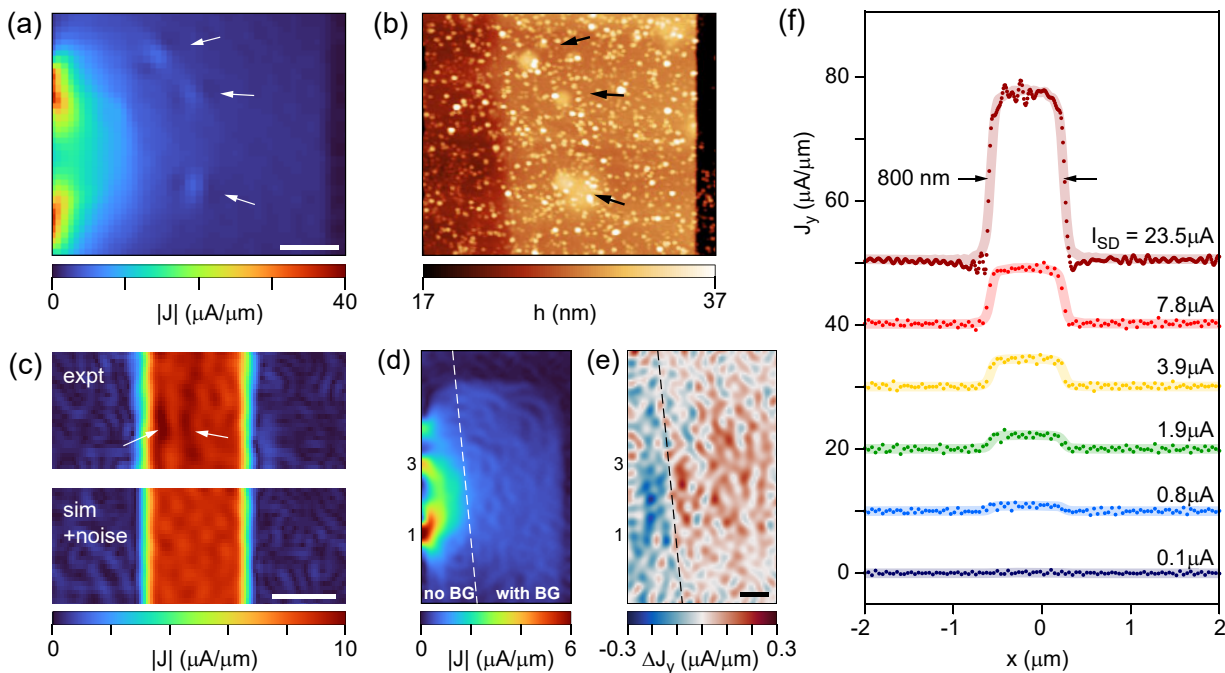 (a)
0
40
|J| (μA/μm)
(b)
17
37
h (nm)
(c)
expt
sim
+noise
0
10
|J| (μA/μm)
(d)
3
1
no BG
with BG
0
6
|J| (μA/μm)
(e)
3
1
-0.3
0.3
ΔJy (μA/μm)
(f)
80
60
40
20
0
Jy (μA/μm)
800 nm
ISD = 23.5μA
7.8μA
3.9μA
1.9μA
0.8μA
0.1μA
-2
-1
0
1
2
x (μm)